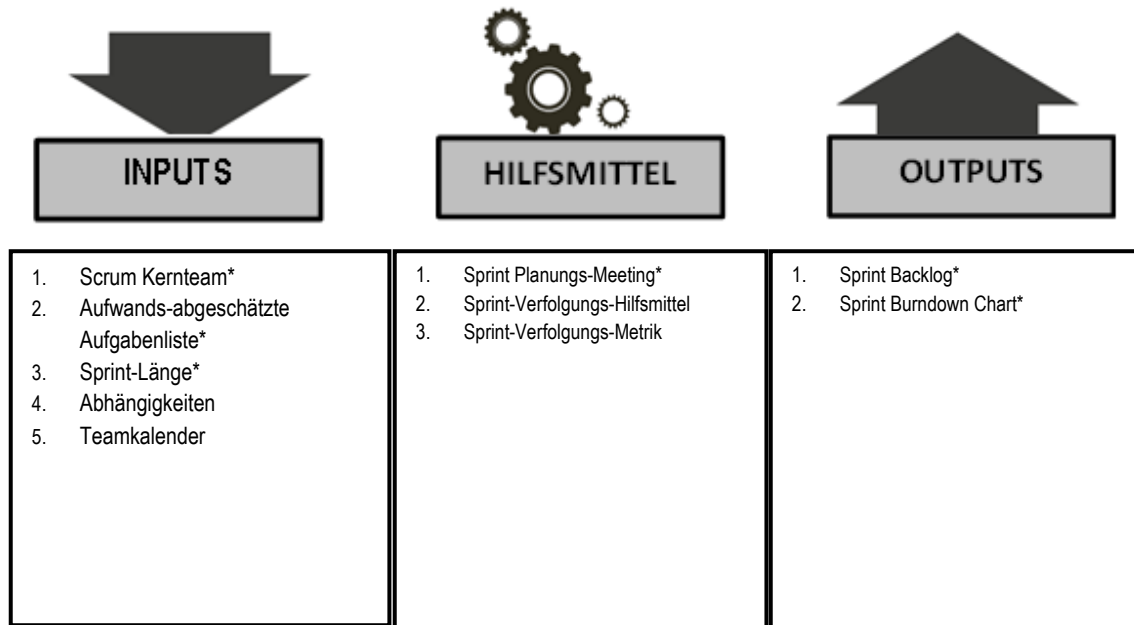 INPUTS
HILFSMITTEL
OUTPUTS
1. Scrum Kernteam*
2. Aufwands-abgeschätzte
Aufgabenliste*
3. Sprint-Länge*
4. Abhängigkeiten
5. Teamkalender
1. Sprint Planungs-Meeting*
2. Sprint-Verfolgungs-Hilfsmittel
3. Sprint-Verfolgungs-Metrik
1. Sprint Backlog*
2. Sprint Burndown Chart*